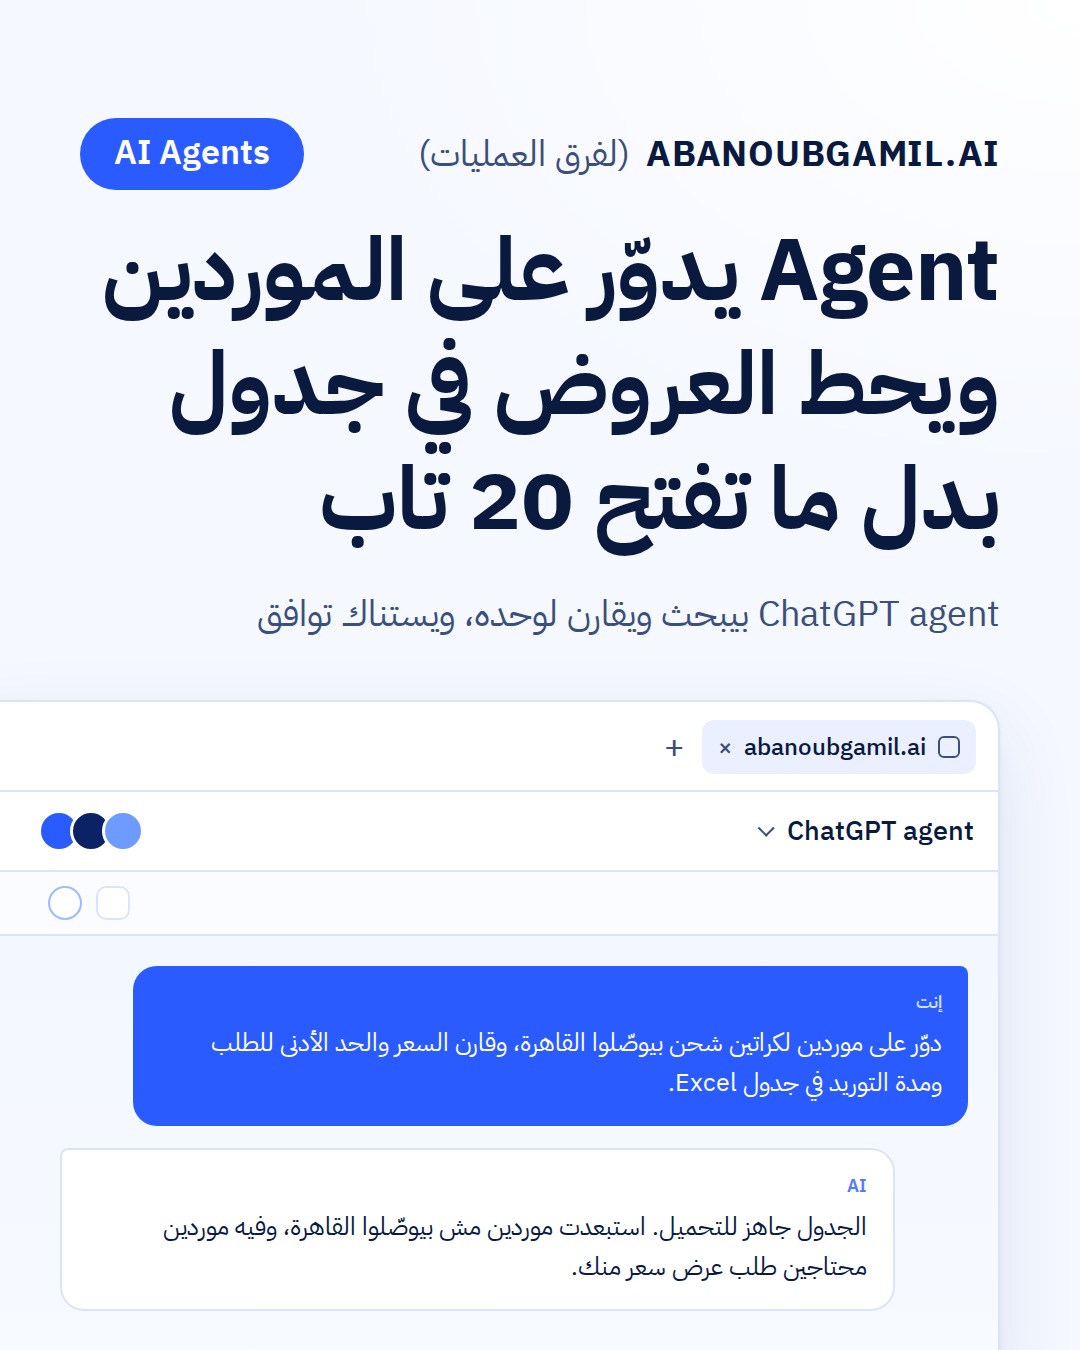 ABANOUBGAMIL.AI (لفرق العمليات)
AI Agents
Agent يدوّر على الموردين
ويحط العروض في جدول
بدل ما تفتح 20 تاب
ChatGPT agent بيبحث ويقارن لوحده، ويستناك توافق
abanoubgamil.ai × +
ChatGPT agent
إنت
دوّر على موردين لكراتين شحن بيوصّلوا القاهرة، وقارن السعر والحد الأدنى للطلب
ومدة التوريد في جدول Excel.
AI
الجدول جاهز للتحميل. استبعدت موردين مش بيوصّلوا القاهرة، وفيه موردين
محتاجين طلب عرض سعر منك.